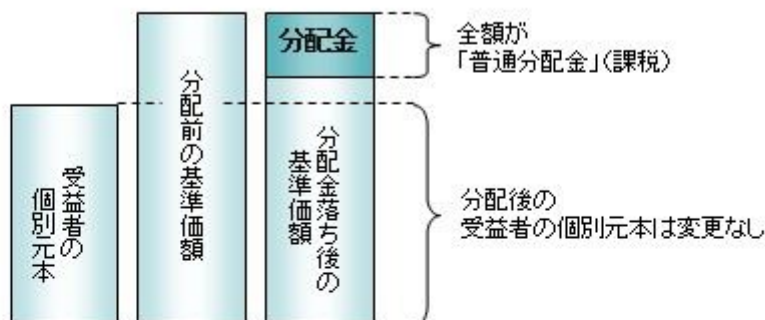 受益者の
個別元本
分配前の基準価額
分配金
分配金落ち後の
基準価額
全額が
「普通分配金」(課税)
分配後の
受益者の個別元本は変更なし